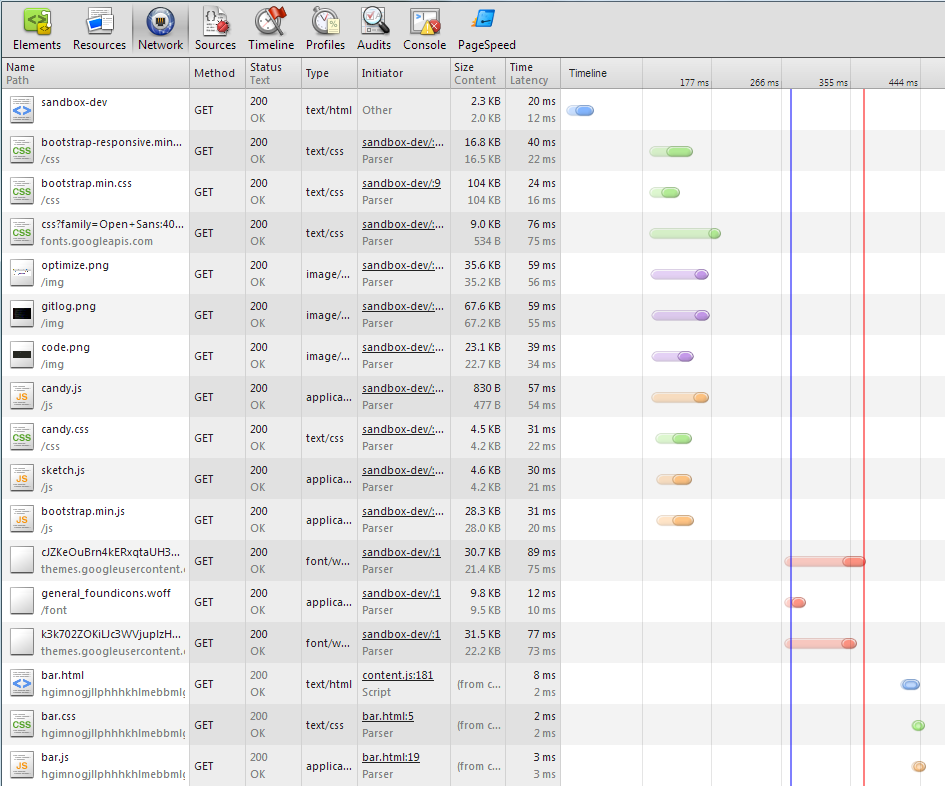 Elements Resources Network Sources Timeline Profiles Audits Console PageSpeed
Name Method Status Type Initiator Size Time Timeline
Path Text Content Latency 177 ms 266 ms 355 ms 444 ms
sandbox-dev GET 200 text/html Other 2.3 KB 20 ms
OK 2.0 KB 12 ms
bootstrap-responsive.min... GET 200 text/css sandbox-dev/:... 16.8 KB 40 ms
/css OK Parser 16.5 KB 22 ms
bootstrap.min.css GET 200 text/css sandbox-dev/:9 104 KB 24 ms
/css OK Parser 104 KB 16 ms
css?family=Open+Sans:40... GET 200 text/css sandbox-dev/:... 9.0 KB 76 ms
fonts.googleapis.com OK Parser 534 B 75 ms
optimize.png GET 200 image/... sandbox-dev/:... 35.6 KB 59 ms
/img OK Parser 35.2 KB 56 ms
gitlog.png GET 200 image/... sandbox-dev/:... 67.6 KB 59 ms
/img OK Parser 67.2 KB 55 ms
code.png GET 200 image/... sandbox-dev/:... 23.1 KB 39 ms
/img OK Parser 22.7 KB 34 ms
candy.js GET 200 applica... sandbox-dev/:... 830 B 57 ms
/js OK Parser 477 B 54 ms
candy.css GET 200 text/css sandbox-dev/:... 4.5 KB 31 ms
/css OK Parser 4.2 KB 22 ms
sketch.js GET 200 applica... sandbox-dev/:... 4.6 KB 30 ms
/js OK Parser 4.2 KB 21 ms
bootstrap.min.js GET 200 applica... sandbox-dev/:... 28.3 KB 31 ms
/js OK Parser 28.0 KB 20 ms
cJZKeOuBrn4kERxqtaUH3... GET 200 font/w... sandbox-dev/:1 30.7 KB 89 ms
themes.googleusercontent. OK Parser 21.4 KB 75 ms
general_foundicons.woff GET 200 applica... sandbox-dev/:1 9.8 KB 12 ms
/font OK Parser 9.5 KB 10 ms
k3k702ZOKiLJc3WVjuplzH... GET 200 font/w... sandbox-dev/:1 31.5 KB 77 ms
themes.googleusercontent. OK Parser 22.2 KB 73 ms
bar.html GET 200 text/html content.js:181 (from c... 8 ms
hgimnogjllphhhkhlmebbmlg OK Script 2 ms
bar.css GET 200 text/css bar.html:5 (from c... 2 ms
hgimnogjllphhhkhlmebbmlg OK Parser 2 ms
bar.js GET 200 applica... bar.html:19 (from c... 3 ms
hgimnogjllphhhkhlmebbmlg OK Parser 3 ms